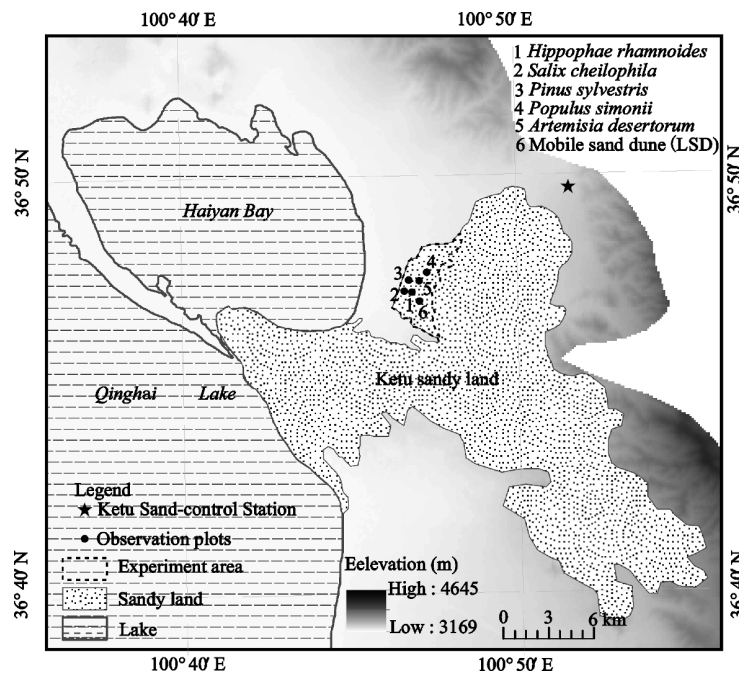 100° 40′ E 100° 50′ E
1 Hippophae rhamnoides
2 Salix cheilophila
3 Pinus sylvestris
4 Populus simonii
5 Artemisia desertorum
6 Mobile sand dune (LSD)
36° 50′ N
36° 50′ N
Haiyan Bay
4
3
5
2
1
6
Ketu sandy land
Qinghai Lake
Legend
Ketu Sand-control Station
Observation plots
Experiment area
Sandy land
Lake
Eelevation (m)
High : 4645
Low : 3169
0 3 6 km
36° 40′ N
36° 40′ N
100° 40′ E 100° 50′ E